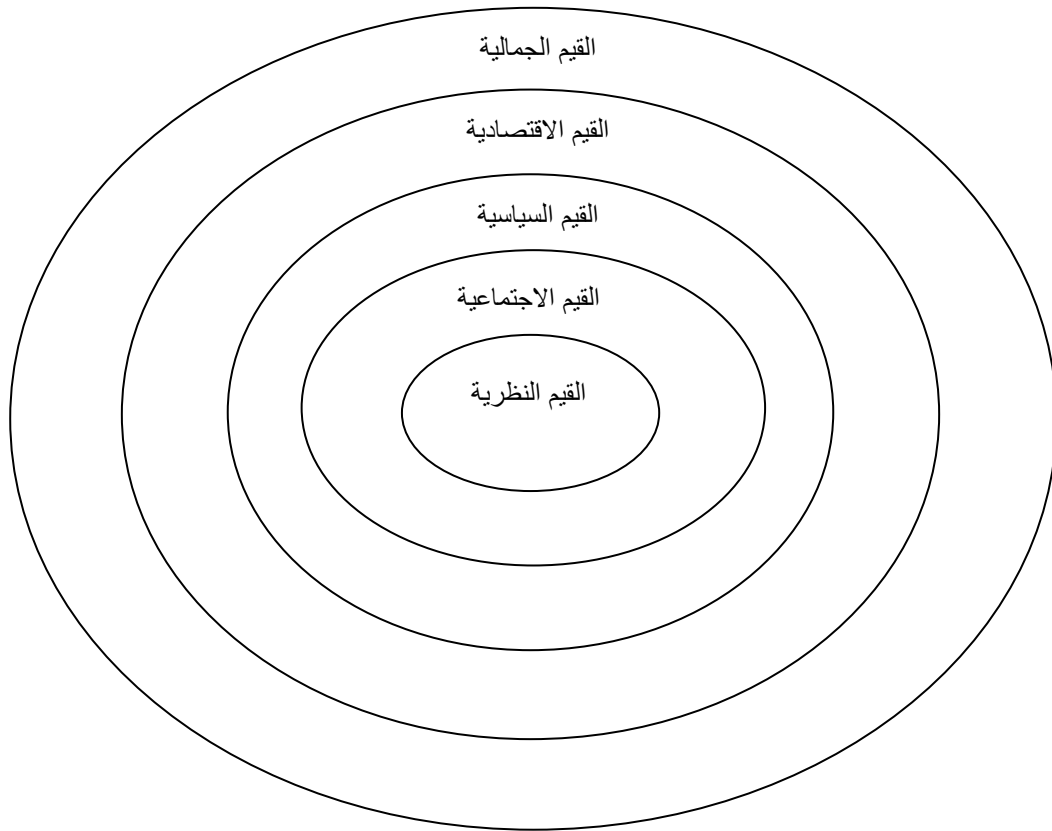 القيم الجمالية
القيم الاقتصادية
القيم السياسية
القيم الاجتماعية
القيم النظرية